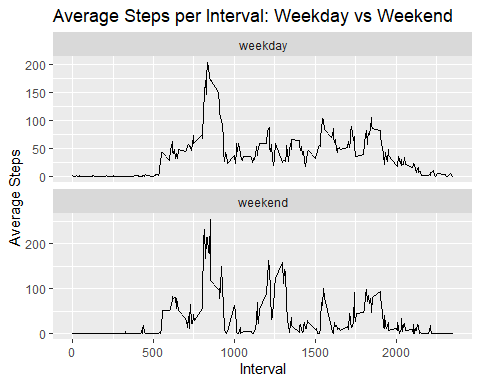 Average Steps per Interval: Weekday vs Weekend
weekday
200
150
100
50
0
Average Steps
weekend
200
100
0
0
500
1000
1500
2000
Interval